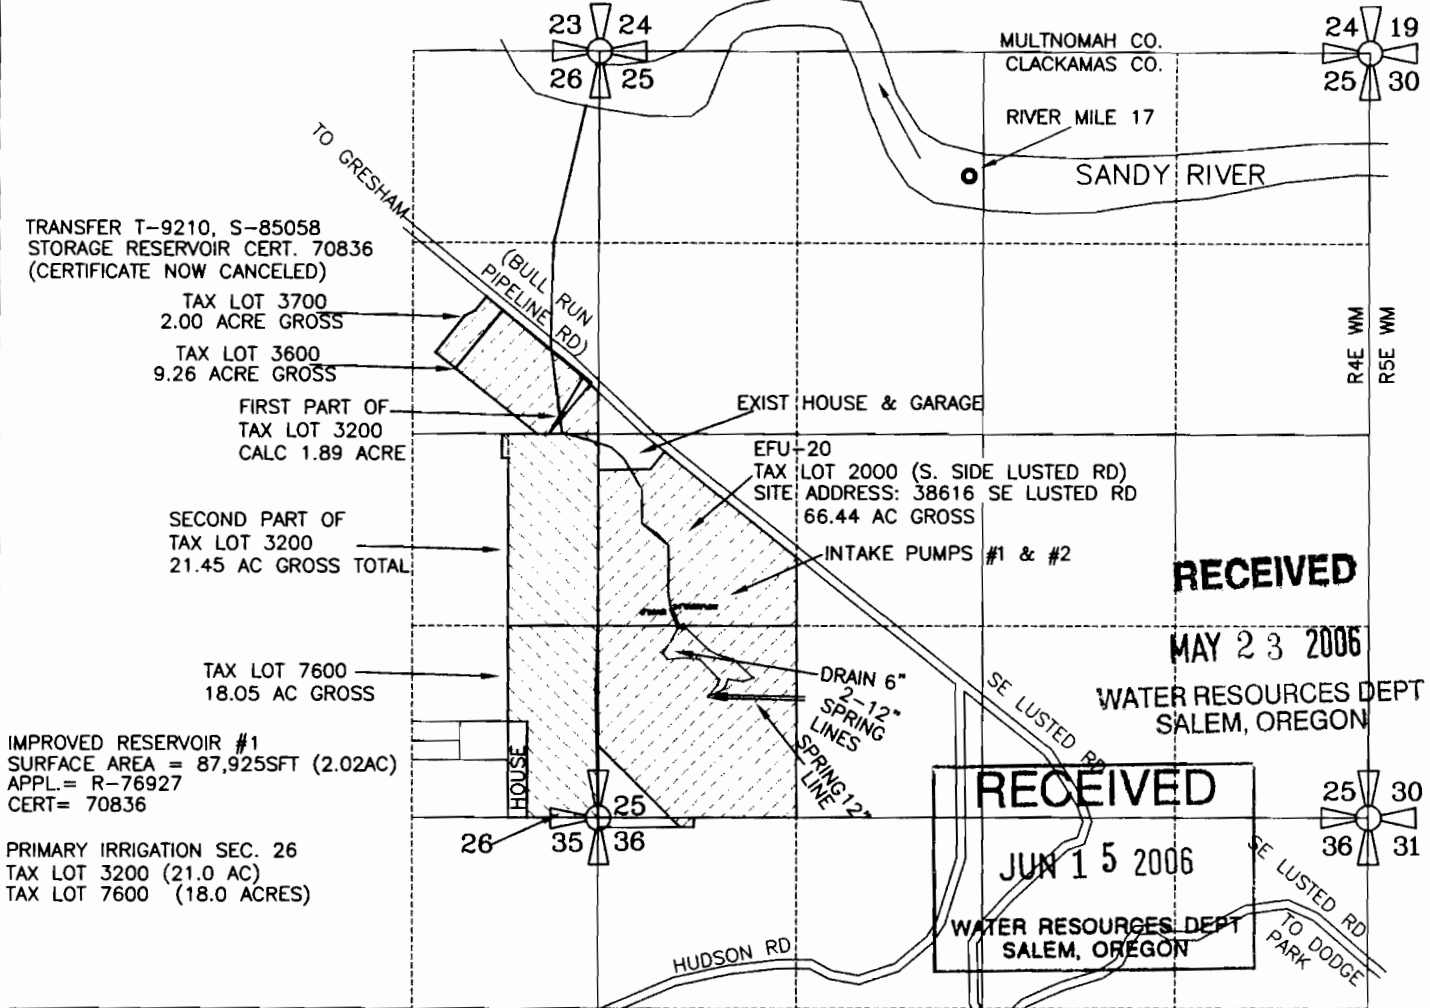 23 24
26 25
24 19
25 30
MULTNOMAH CO.
CLACKAMAS CO.
RIVER MILE 17
SANDY RIVER
TO GRESHAM
(BULL RUN
PIPELINE RD)
R4E WM
R5E WM
TRANSFER T-9210, S-85058
STORAGE RESERVOIR CERT. 70836
(CERTIFICATE NOW CANCELED)
TAX LOT 3700
2.00 ACRE GROSS
TAX LOT 3600
9.26 ACRE GROSS
FIRST PART OF
TAX LOT 3200
CALC 1.89 ACRE
EXIST HOUSE & GARAGE
EFU-20
TAX LOT 2000 (S. SIDE LUSTED RD)
SITE ADDRESS: 38616 SE LUSTED RD
66.44 AC GROSS
SECOND PART OF
TAX LOT 3200
21.45 AC GROSS TOTAL
INTAKE PUMPS #1 & #2
RECEIVED
MAY 23 2006
WATER RESOURCES DEPT
SALEM, OREGON
TAX LOT 7600
18.05 AC GROSS
DRAIN 6"
2-12"
SPRING
LINES
SPRING 12"
LINE
SE LUSTED RD
IMPROVED RESERVOIR #1
SURFACE AREA = 87,925SFT (2.02AC)
APPL.= R-76927
CERT= 70836
HOUSE
RECEIVED
JUN 15 2006
WATER RESOURCES DEPT
SALEM, OREGON
26
25
35 36
25 30
36 31
PRIMARY IRRIGATION SEC. 26
TAX LOT 3200 (21.0 AC)
TAX LOT 7600 (18.0 ACRES)
SE LUSTED RD
TO DODGE
PARK
HUDSON RD